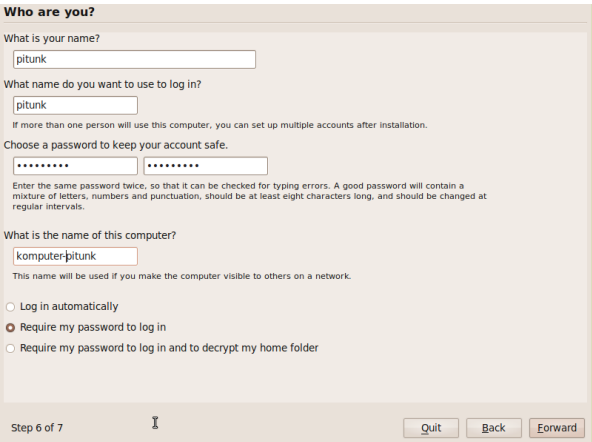 Who are you?
What is your name?
pitunk
What name do you want to use to log in?
pitunk
If more than one person will use this computer, you can set up multiple accounts after installation.
Choose a password to keep your account safe.
••••••••• •••••••••
Enter the same password twice, so that it can be checked for typing errors. A good password will contain a
mixture of letters, numbers and punctuation, should be at least eight characters long, and should be changed at
regular intervals.
What is the name of this computer?
komputer-pitunk
This name will be used if you make the computer visible to others on a network.
Log in automatically
Require my password to log in
Require my password to log in and to decrypt my home folder
Step 6 of 7 Quit Back Forward